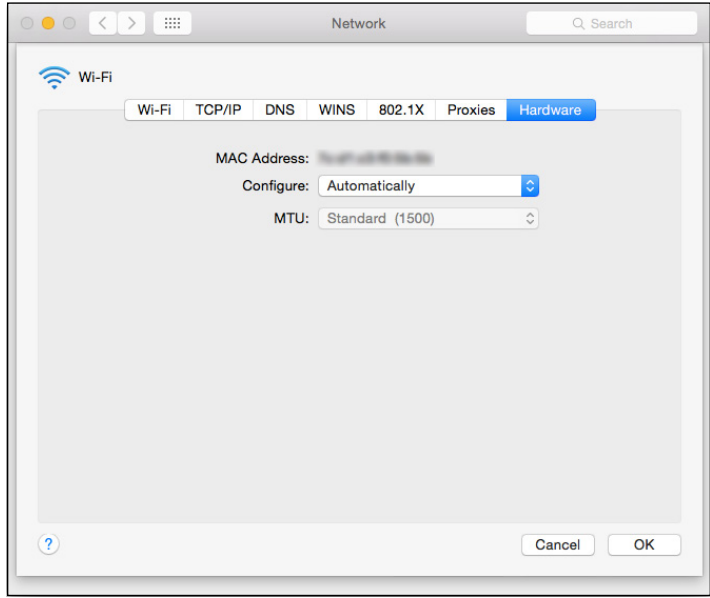 Network
Search
Wi-Fi
Wi-Fi TCP/IP DNS WINS 802.1X Proxies Hardware
MAC Address:
Configure: Automatically
MTU: Standard (1500)
?
Cancel OK